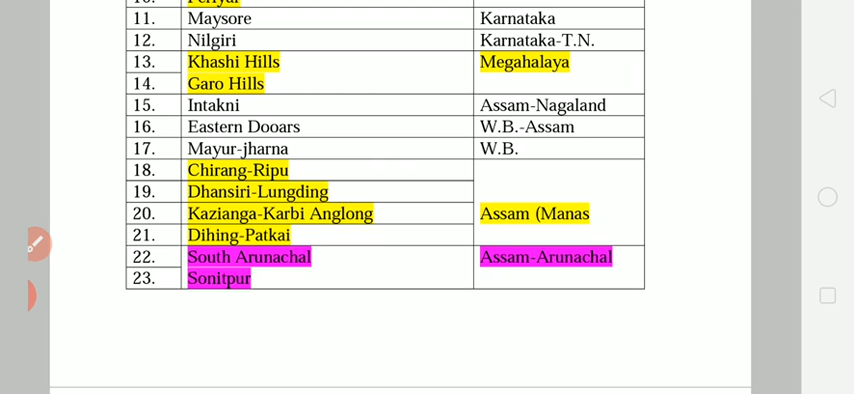 10. Periyar
11. Maysore Karnataka
12. Nilgiri Karnataka-T.N.
13. Khashi Hills Megahalaya
14. Garo Hills
15. Intakni Assam-Nagaland
16. Eastern Dooars W.B.-Assam
17. Mayur-jharna W.B.
18. Chirang-Ripu
19. Dhansiri-Lungding
20. Kazianga-Karbi Anglong Assam (Manas
21. Dihing-Patkai
22. South Arunachal Assam-Arunachal
23. Sonitpur